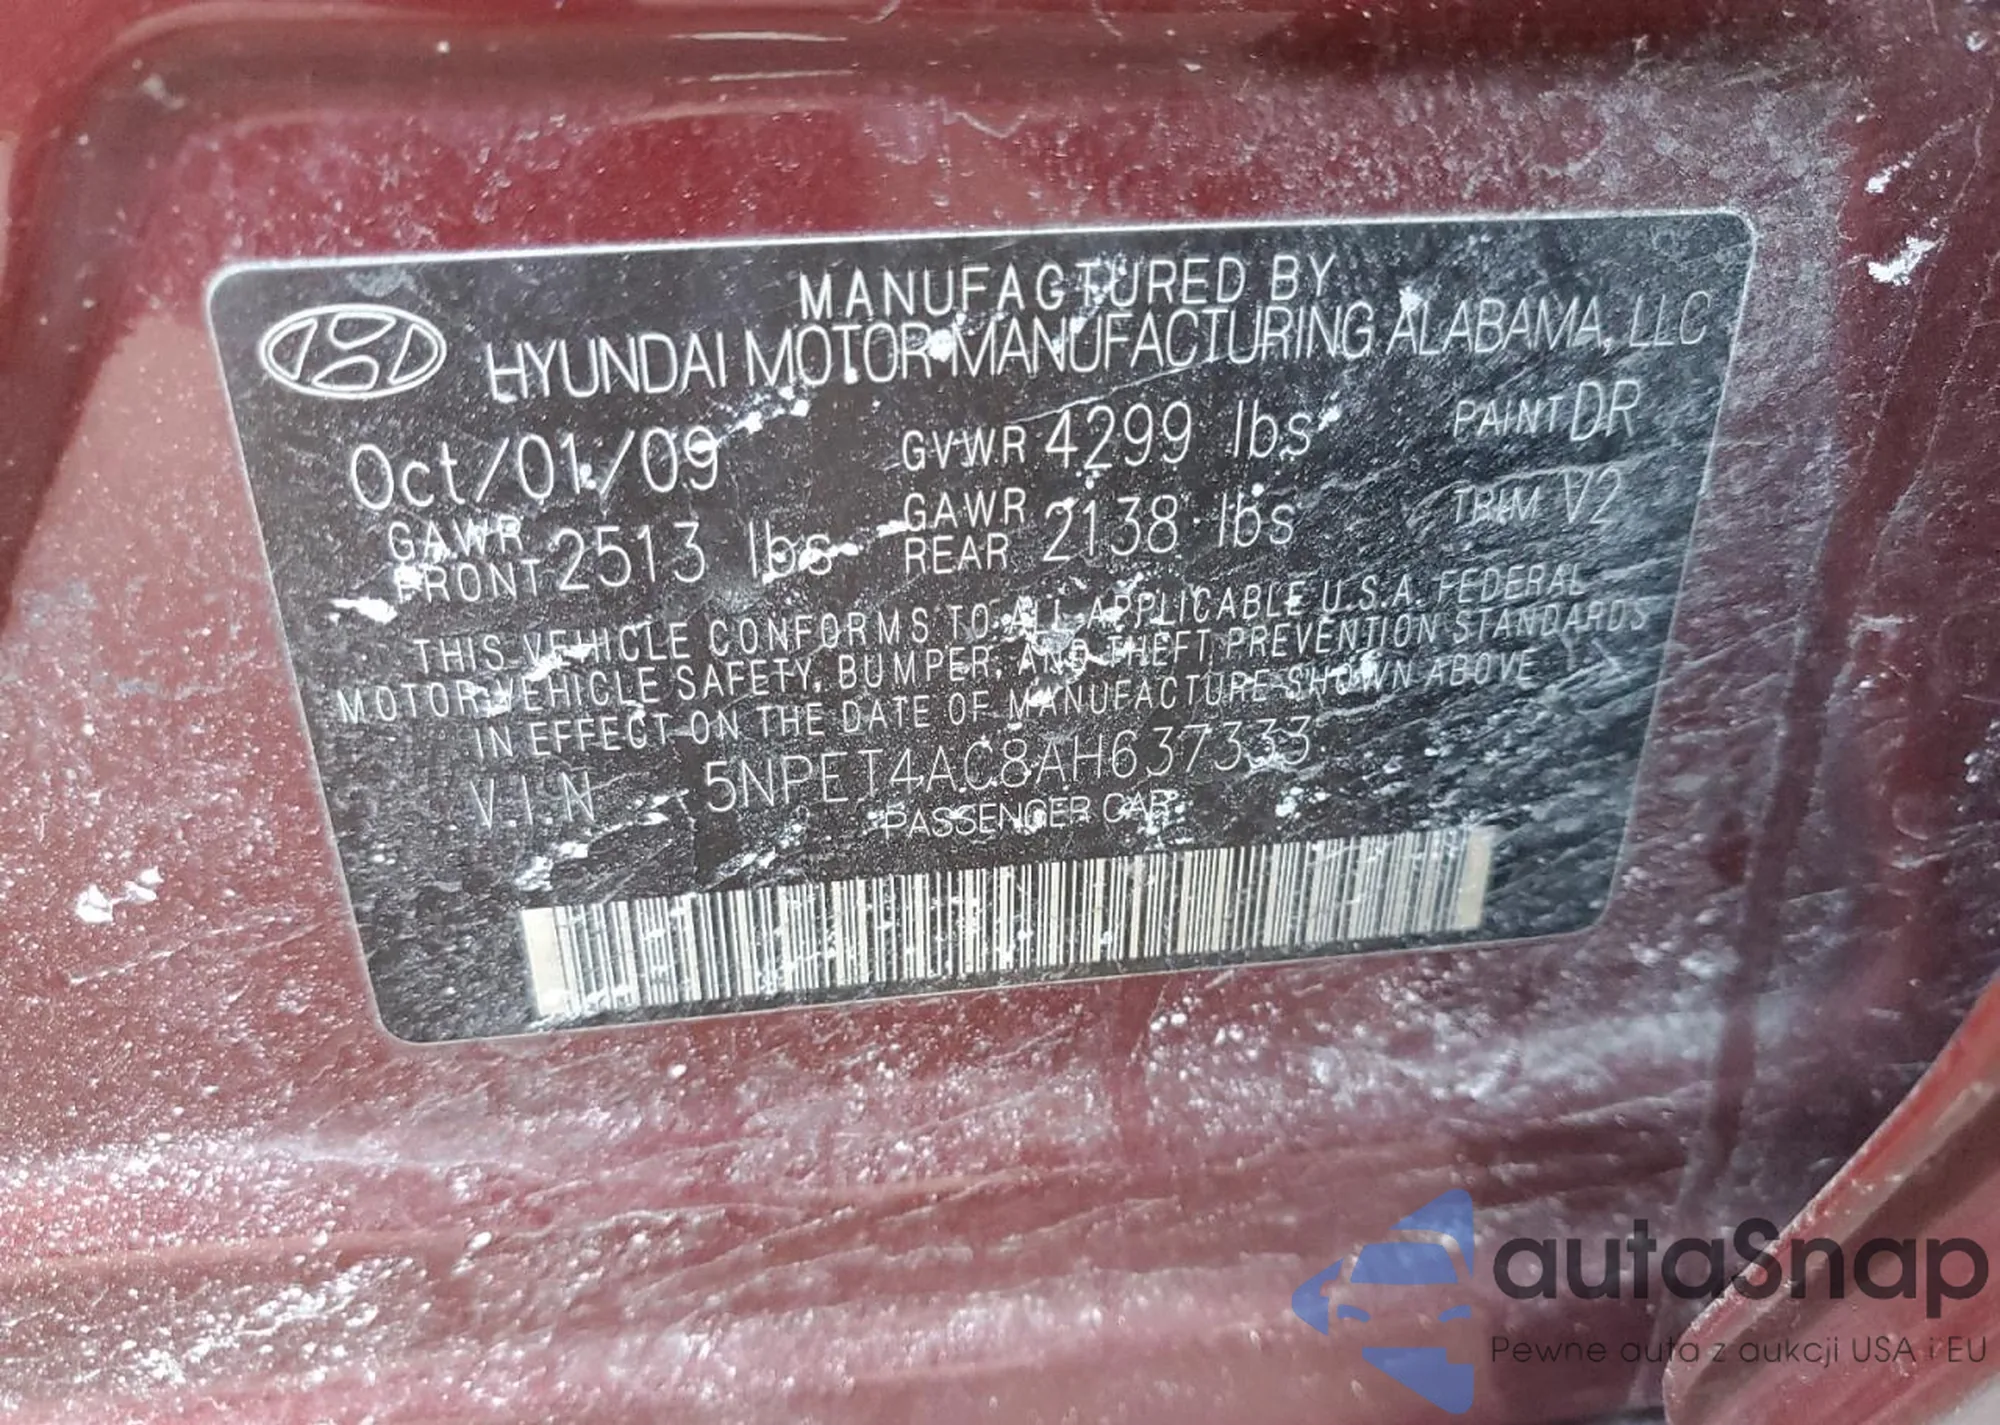 MANUFACTURED BY
HYUNDAI MOTOR MANUFACTURING ALABAMA, LLC
Oct/01/09 GVWR 4299 lbs PAINT DR
GAWR FRONT 2513 lbs GAWR REAR 2138 lbs TRIM V2
THIS VEHICLE CONFORMS TO ALL APPLICABLE U.S.A. FEDERAL
MOTOR VEHICLE SAFETY, BUMPER, AND THEFT PREVENTION STANDARDS
IN EFFECT ON THE DATE OF MANUFACTURE SHOWN ABOVE
V.I.N 5NPET4AC8AH637333
PASSENGER CAR
autaSnap
Pewne auta z aukcji USA i EU